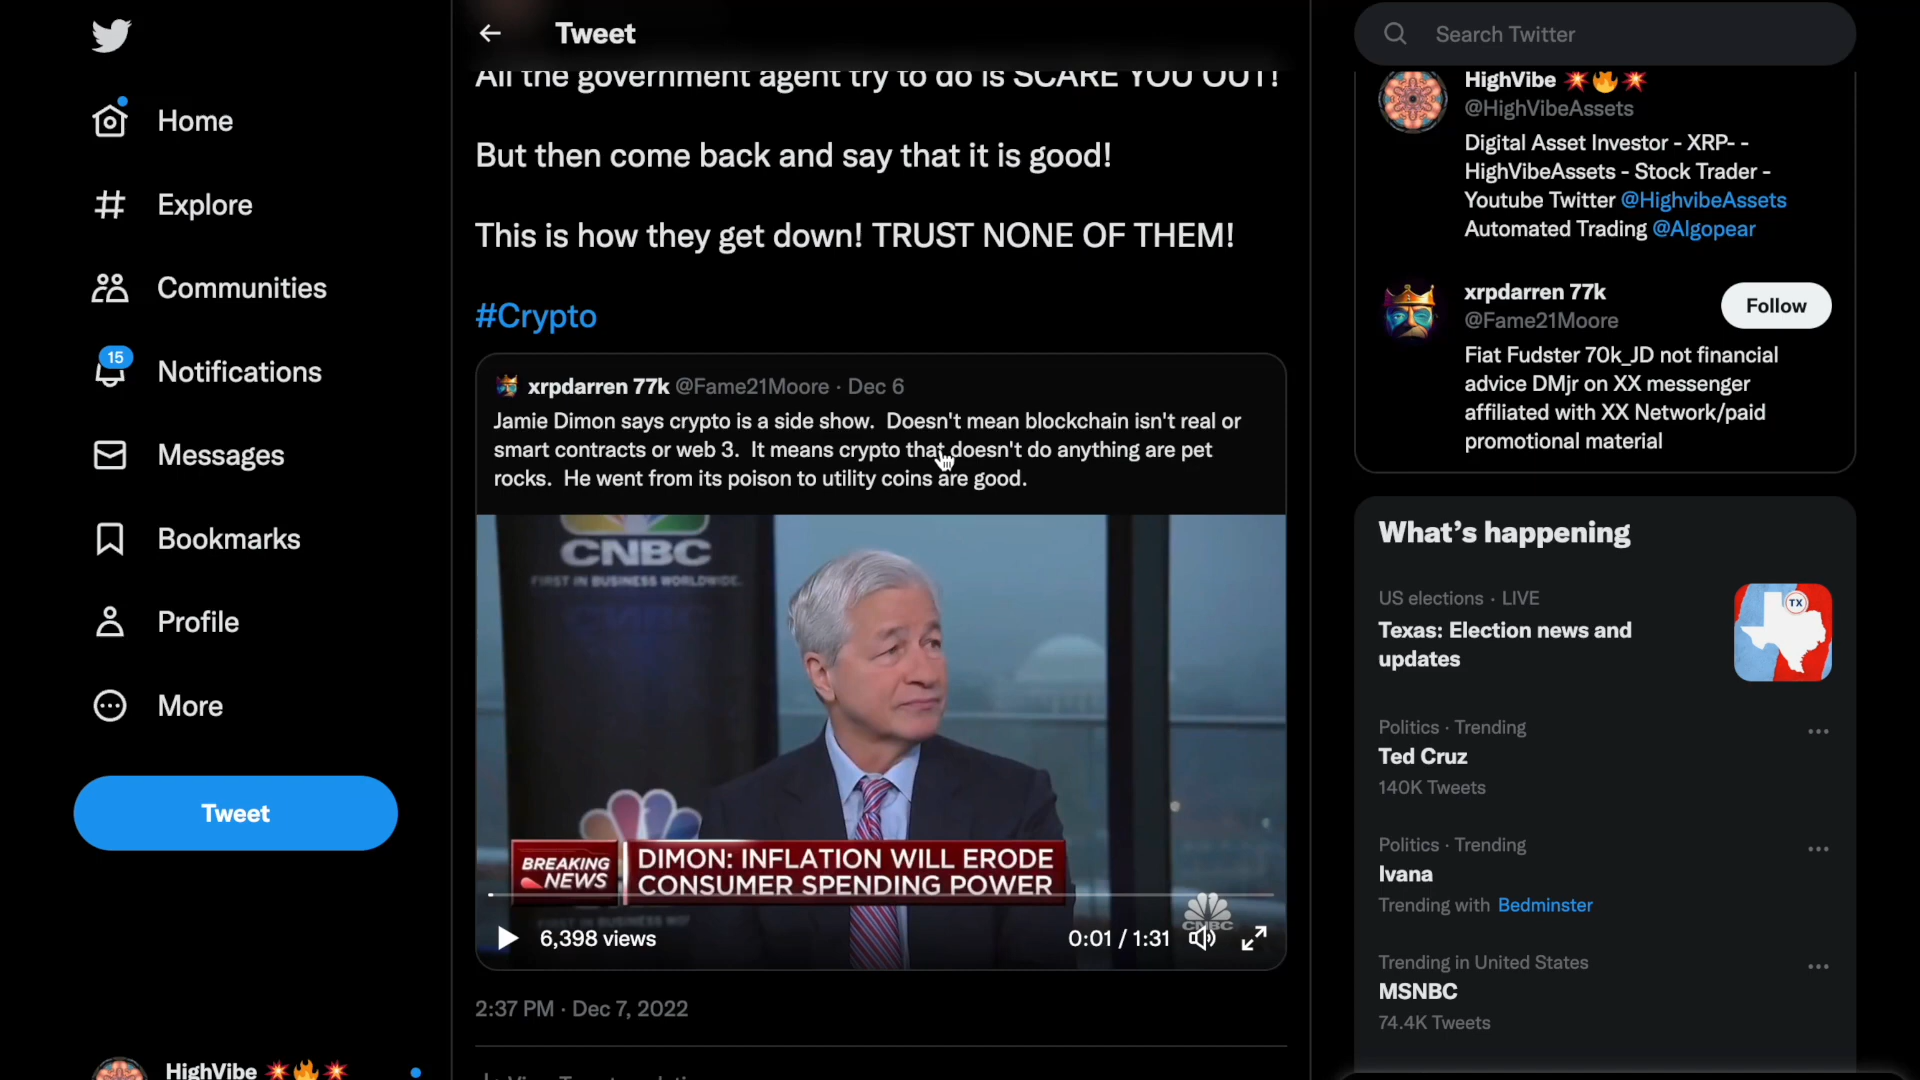 Home
Explore
Communities
15
Notifications
Messages
Bookmarks
Profile
More
Tweet
HighVibe 💥🔥💥
← Tweet
All the government agent try to do is SCARE YOU OUT!
But then come back and say that it is good!
This is how they get down! TRUST NONE OF THEM!
#Crypto
xrpdarren 77k @Fame21Moore · Dec 6
Jamie Dimon says crypto is a side show. Doesn't mean blockchain isn't real or
smart contracts or web 3. It means crypto that doesn't do anything are pet
rocks. He went from its poison to utility coins are good.
CNBC
FIRST IN BUSINESS WORLDWIDE.
BREAKING
NEWS
DIMON: INFLATION WILL ERODE
CONSUMER SPENDING POWER
CNBC
6,398 views
0:01 / 1:31
2:37 PM · Dec 7, 2022
Search Twitter
HighVibe 💥🔥💥
@HighVibeAssets
Digital Asset Investor - XRP- -
HighVibeAssets - Stock Trader -
Youtube Twitter @HighvibeAssets
Automated Trading @Algopear
xrpdarren 77k
@Fame21Moore
Follow
Fiat Fudster 70k_JD not financial
advice DMjr on XX messenger
affiliated with XX Network/paid
promotional material
What's happening
US elections · LIVE
Texas: Election news and
updates
TX
Politics · Trending
Ted Cruz
140K Tweets
Politics · Trending
Ivana
Trending with Bedminster
Trending in United States
MSNBC
74.4K Tweets